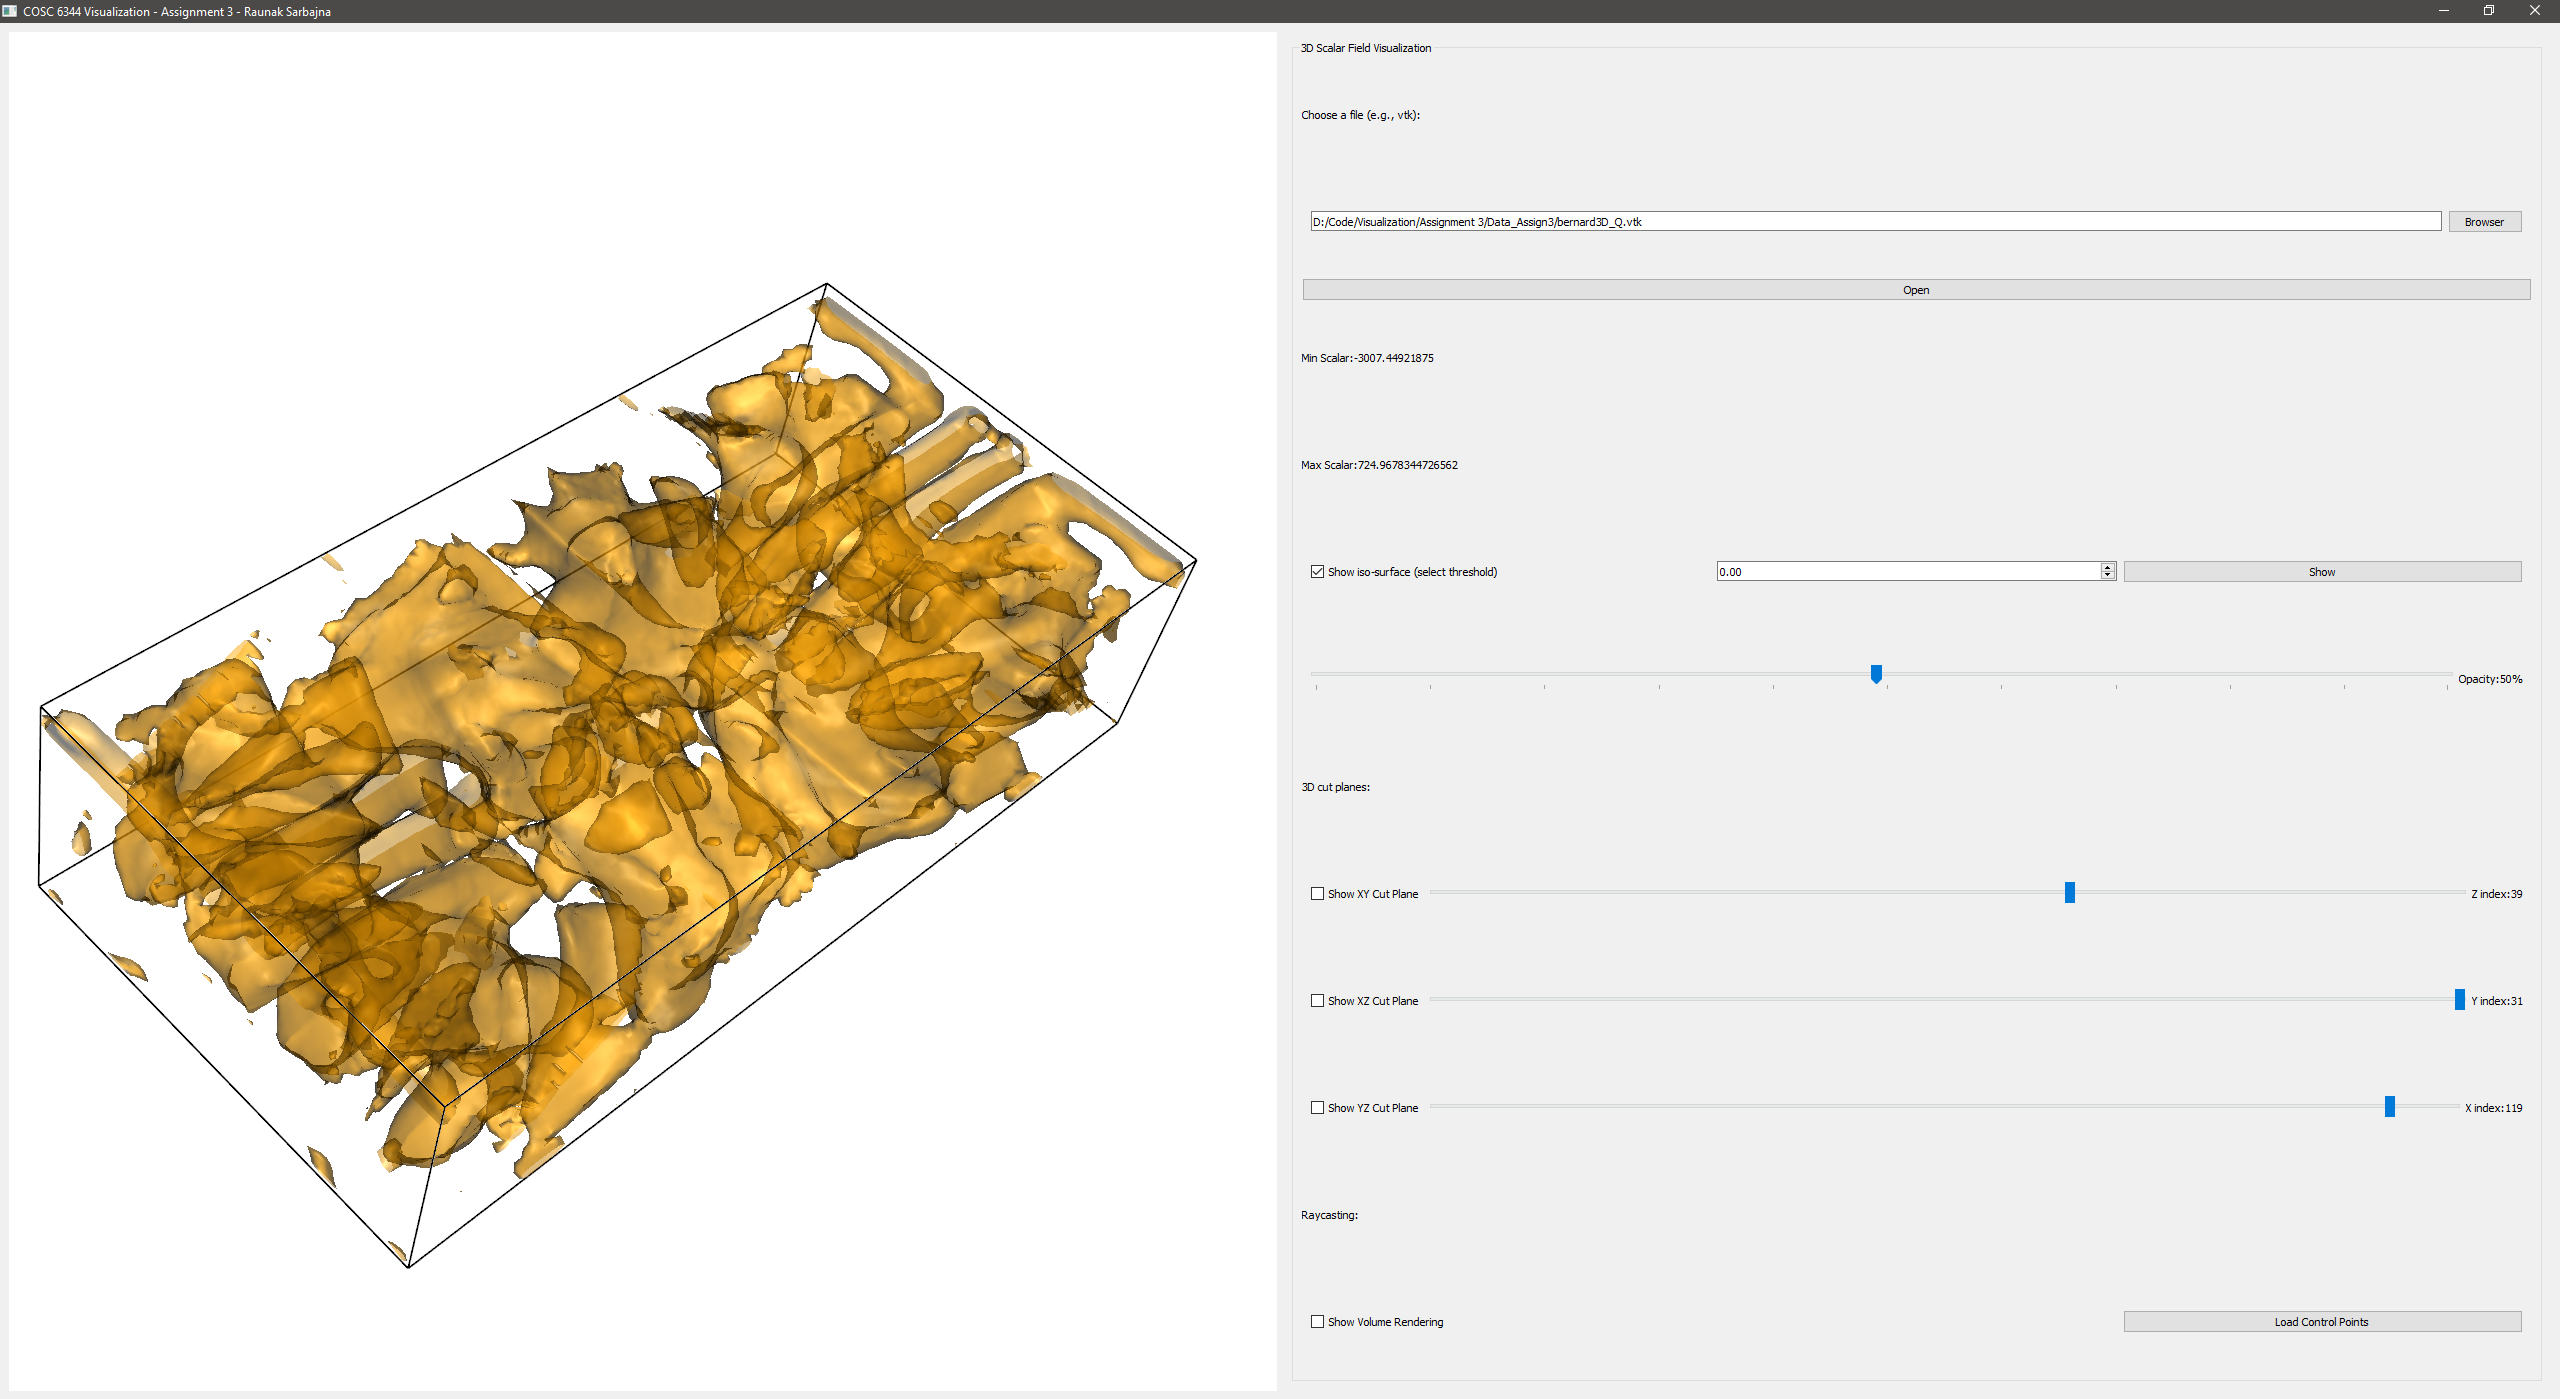 COSC 6344 Visualization - Assignment 3 - Raunak Sarbajna
3D Scalar Field Visualization
Choose a file (e.g., vtk):
D:/Code/Visualization/Assignment 3/Data_Assign3/bernard3D_Q.vtk
Browser
Open
Min Scalar:-3007.44921875
Max Scalar:724.9678344726562
Show iso-surface (select threshold)
0.00
Show
Opacity:50%
3D cut planes:
Show XY Cut Plane
Z index:39
Show XZ Cut Plane
Y index:31
Show YZ Cut Plane
X index:119
Raycasting:
Show Volume Rendering
Load Control Points